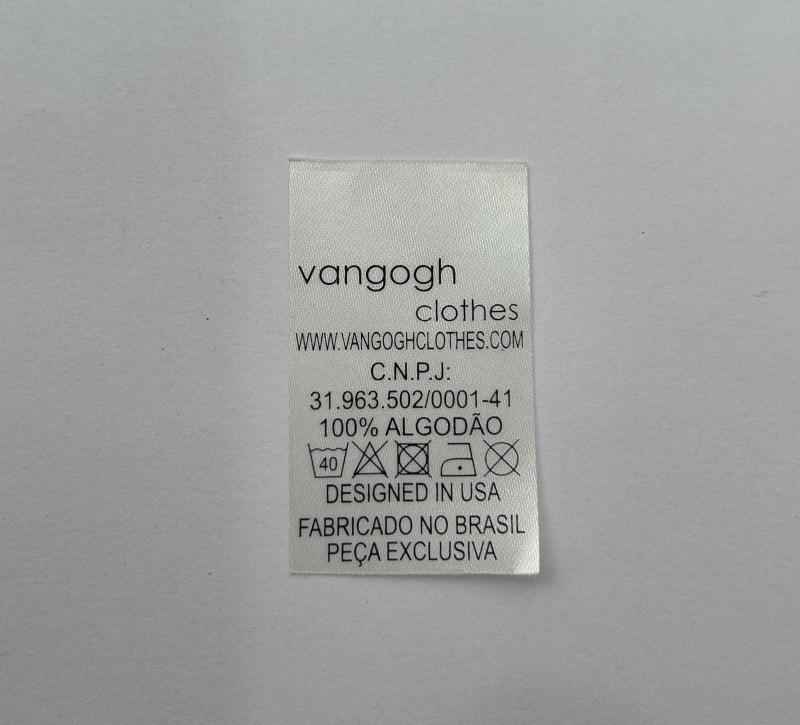 vangogh
clothes
WWW.VANGOGHCLOTHES.COM
C.N.P.J:
31.963.502/0001-41
100% ALGODÃO
40
DESIGNED IN USA
FABRICADO NO BRASIL
PEÇA EXCLUSIVA